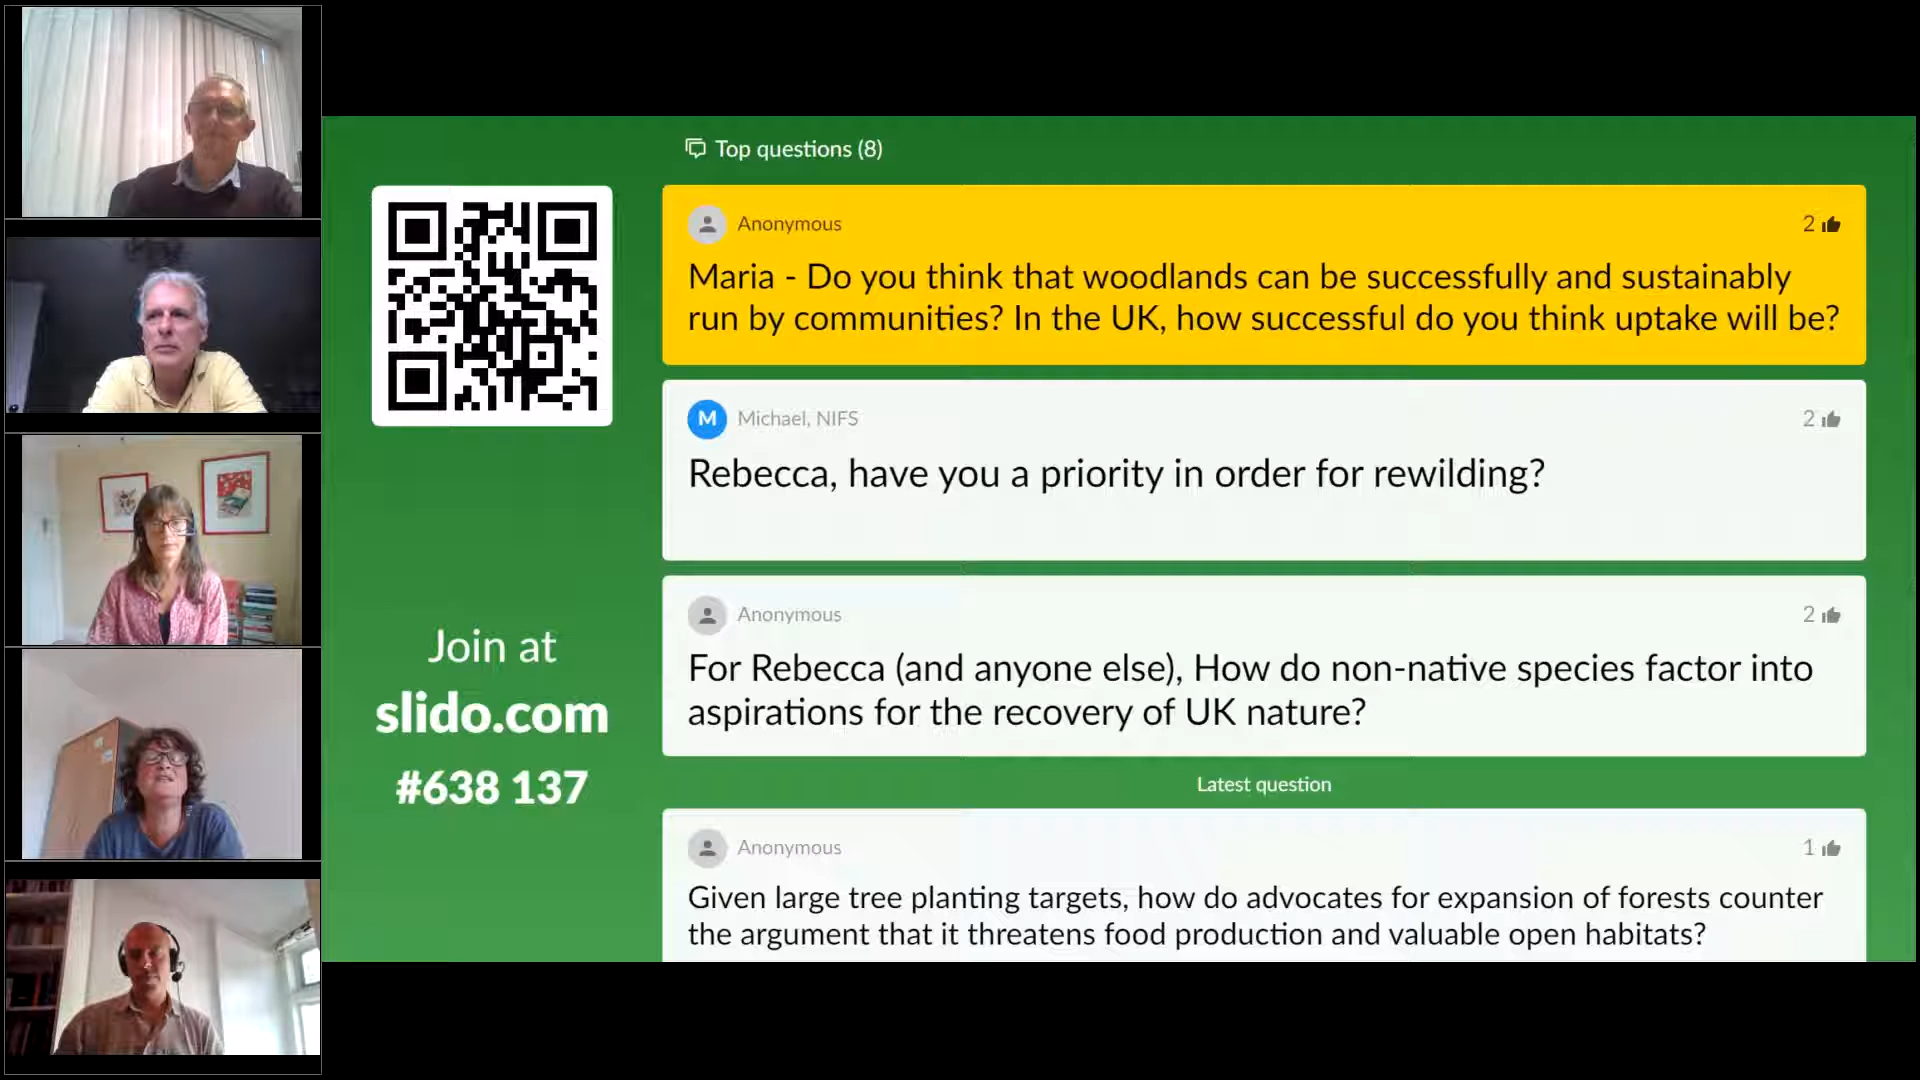 Top questions (8)
Anonymous
2
Maria - Do you think that woodlands can be successfully and sustainably
run by communities? In the UK, how successful do you think uptake will be?
M
Michael, NIFS
2
Rebecca, have you a priority in order for rewilding?
Anonymous
2
For Rebecca (and anyone else), How do non-native species factor into
aspirations for the recovery of UK nature?
Latest question
Anonymous
1
Given large tree planting targets, how do advocates for expansion of forests counter
the argument that it threatens food production and valuable open habitats?
Join at
slido.com
#638 137